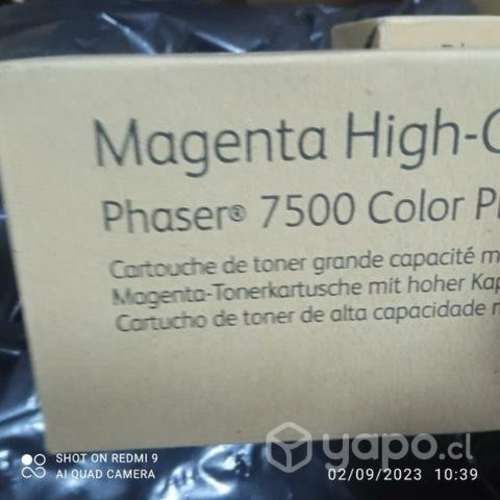 Magenta High-C
Phaser® 7500 Color P
Cartouche de toner grande capacité m
Magenta-Tonerkartusche mit hoher Kap
Cartucho de toner de alta capacidade
SHOT ON REDMI 9
AI QUAD CAMERA
yapo.cl
02/09/2023 10:39